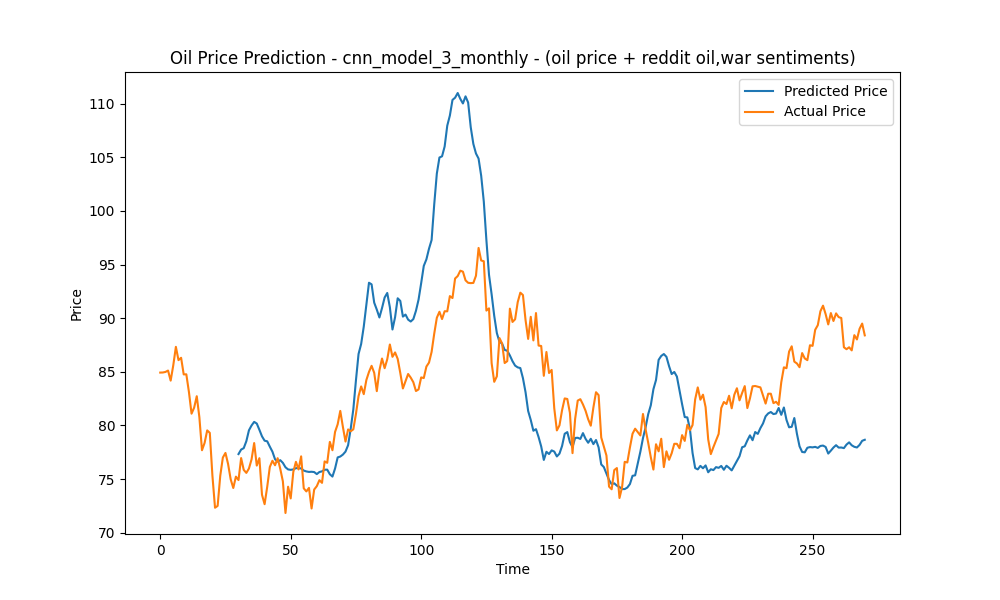 Oil Price Prediction - cnn_model_3_monthly - (oil price + reddit oil,war sentiments)
Predicted Price
Actual Price
110
105
100
95
90
85
80
75
70
Price
0 50 100 150 200 250
Time